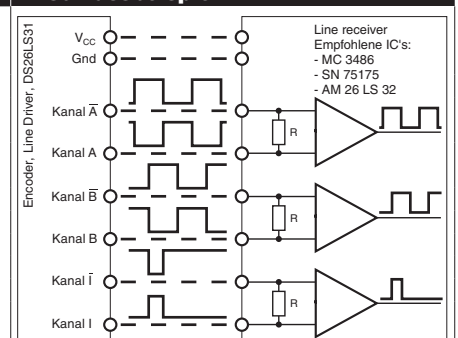 Encoder, Line Driver, DS26LS31
VCC
Gnd
Kanal A̅
Kanal A
Kanal B̅
Kanal B
Kanal I̅
Kanal I
Line receiver
Empfohlene IC's:
- MC 3486
- SN 75175
- AM 26 LS 32
R
R
R